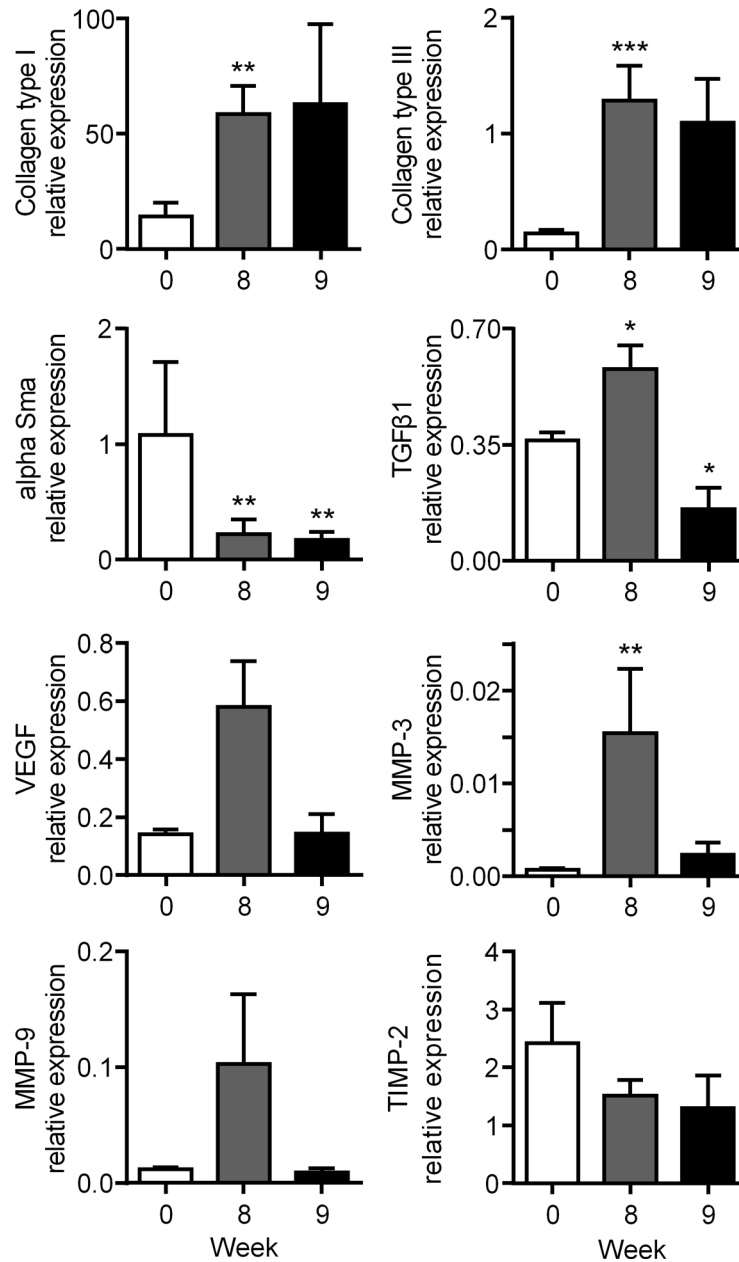 Collagen type I
relative expression
100
50
0
**
0 8 9
Collagen type III
relative expression
2
1
0
***
0 8 9
alpha Sma
relative expression
2
1
0
** **
0 8 9
TGFβ1
relative expression
0.70
0.35
0.00
*
*
0 8 9
VEGF
relative expression
0.8
0.6
0.4
0.2
0.0
0 8 9
MMP-3
relative expression
0.02
0.01
0.00
**
0 8 9
MMP-9
relative expression
0.2
0.1
0.0
0 8 9
Week
TIMP-2
relative expression
4
3
2
1
0
0 8 9
Week